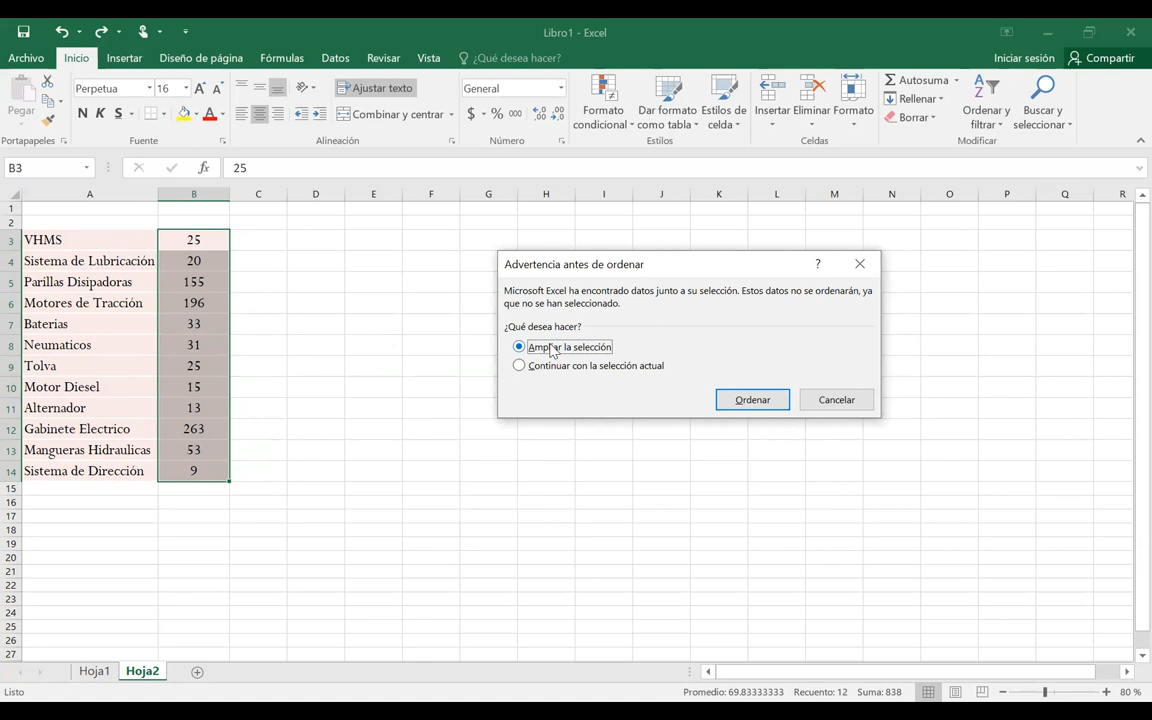 Libro1 - Excel
Archivo Inicio Insertar Diseño de página Fórmulas Datos Revisar Vista ¿Qué desea hacer? Iniciar sesión Compartir
Pegar
Perpetua 16
N K S
Ajustar texto
Combinar y centrar
General
$ % 000
Formato condicional
Dar formato como tabla
Estilos de celda
Insertar Eliminar Formato
Autosuma
Rellenar
Borrar
Ordenar y filtrar
Buscar y seleccionar
Portapapeles Fuente Alineación Número Estilos Celdas Modificar
B3 fx 25
A B C D E F G H I J K L M N O P Q R
1
2
3 VHMS 25
4 Sistema de Lubricación 20
5 Parillas Disipadoras 155
6 Motores de Tracción 196
7 Baterias 33
8 Neumaticos 31
9 Tolva 25
10 Motor Diesel 15
11 Alternador 13
12 Gabinete Electrico 263
13 Mangueras Hidraulicas 53
14 Sistema de Dirección 9
15
16
17
18
19
20
21
22
23
24
25
26
27
Advertencia antes de ordenar ?
Microsoft Excel ha encontrado datos junto a su selección. Estos datos no se ordenarán, ya
que no se han seleccionado.
¿Qué desea hacer?
Ampliar la selección
Continuar con la selección actual
Ordenar Cancelar
Hoja1 Hoja2
Listo Promedio: 69.83333333 Recuento: 12 Suma: 838 80 %